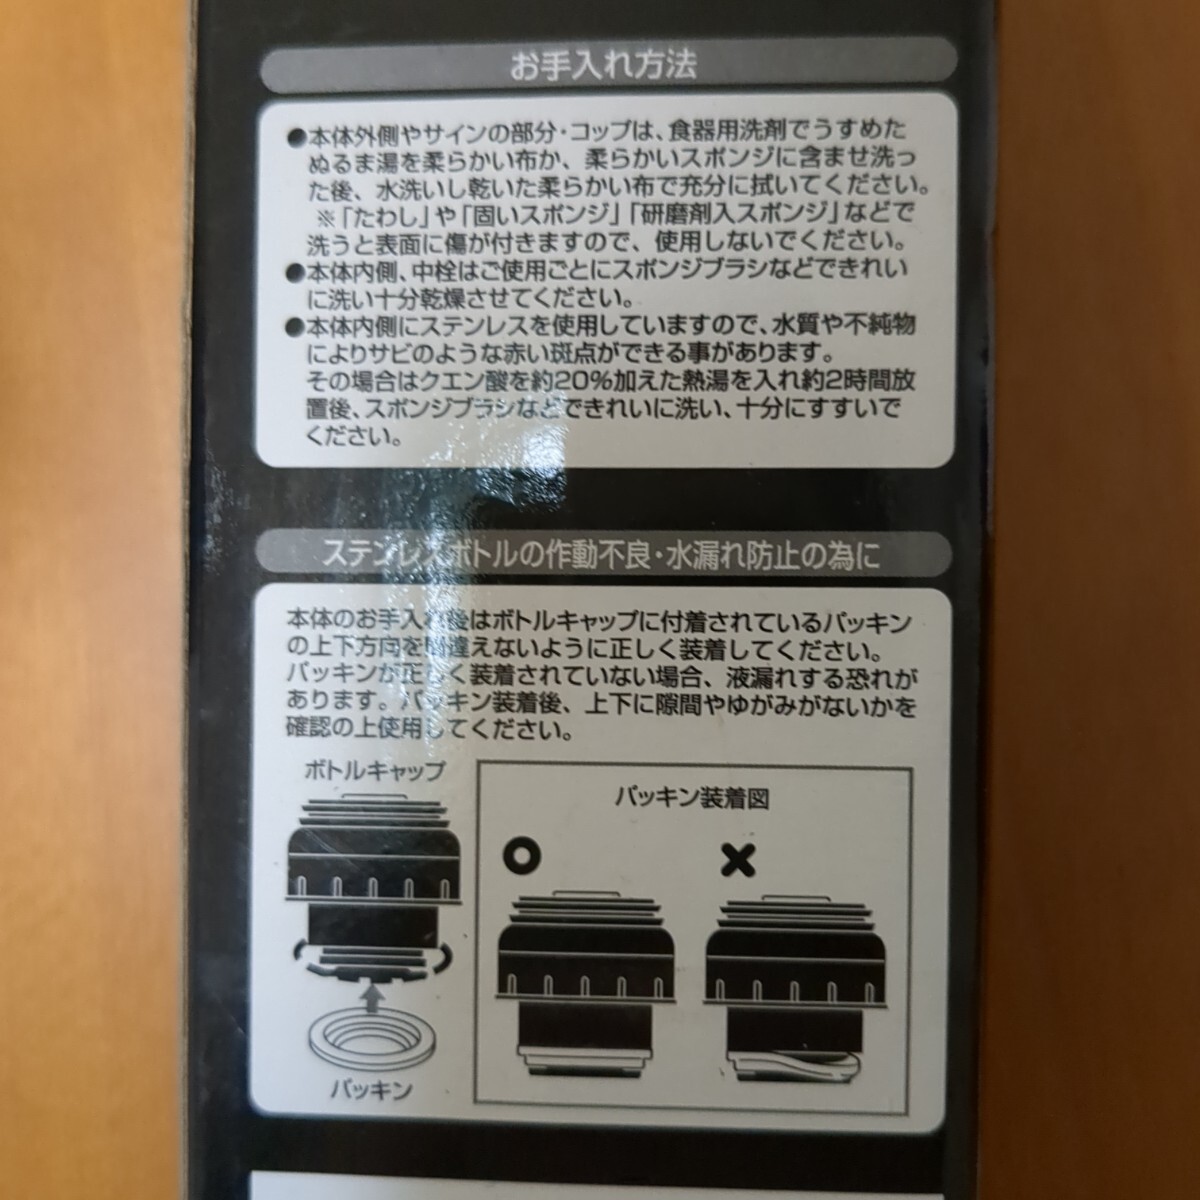 お手入れ方法
●本体外側やサインの部分・コップは、食器用洗剤でうすめた
ぬるま湯を柔らかい布か、柔らかいスポンジに含ませ洗っ
た後、水洗いし乾いた柔らかい布で充分に拭いてください。
※「たわし」や「固いスポンジ」「研磨剤入スポンジ」などで
洗うと表面に傷が付きますので、使用しないでください。
●本体内側、中栓はご使用ごとにスポンジブラシなどできれい
に洗い十分乾燥させてください。
●本体内側にステンレスを使用していますので、水質や不純物
によりサビのような赤い斑点ができる事があります。
その場合はクエン酸を約20%加えた熱湯を入れ約2時間放
置後、スポンジブラシなどできれいに洗い、十分にすすいで
ください。
ステンレスボトルの作動不良・水漏れ防止の為に
本体のお手入れ後はボトルキャップに付着されているパッキン
の上下方向を間違えないように正しく装着してください。
パッキンが正しく装着されていない場合、液漏れする恐れが
あります。パッキン装着後、上下に隙間やゆがみがないかを
確認の上使用してください。
ボトルキャップ
パッキン装着図
パッキン